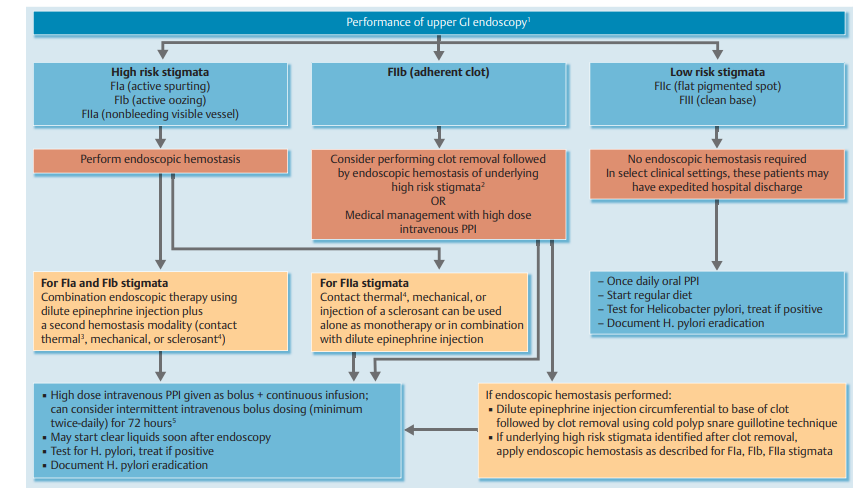 Performance of upper GI endoscopy¹
High risk stigmata
FIa (active spurting)
FIb (active oozing)
FIIa (nonbleeding visible vessel)
FIIb (adherent clot)
Low risk stigmata
FIIc (flat pigmented spot)
FIII (clean base)
Perform endoscopic hemostasis
Consider performing clot removal followed
by endoscopic hemostasis of underlying
high risk stigmata²
OR
Medical management with high dose
intravenous PPI
No endoscopic hemostasis required
In select clinical settings, these patients may
have expedited hospital discharge
For FIa and FIb stigmata
Combination endoscopic therapy using
dilute epinephrine injection plus
a second hemostasis modality (contact
thermal³, mechanical, or sclerosant⁴)
For FIIa stigmata
Contact thermal⁴, mechanical, or
injection of a sclerosant can be used
alone as monotherapy or in combination
with dilute epinephrine injection
– Once daily oral PPI
– Start regular diet
– Test for Helicobacter pylori, treat if positive
– Document H. pylori eradication
▪ High dose intravenous PPI given as bolus + continuous infusion;
can consider intermittent intravenous bolus dosing (minimum
twice-daily) for 72 hours⁵
▪ May start clear liquids soon after endoscopy
▪ Test for H. pylori, treat if positive
▪ Document H. pylori eradication
If endoscopic hemostasis performed:
▪ Dilute epinephrine injection circumferential to base of clot
followed by clot removal using cold polyp snare guillotine technique
▪ If underlying high risk stigmata identified after clot removal,
apply endoscopic hemostasis as described for FIa, FIb, FIIa stigmata